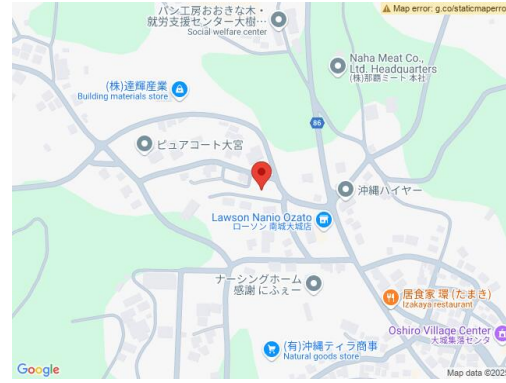 Map error: g.co/staticmaperro
パン工房おおきな木・
就労支援センター大樹…
Social welfare center
Naha Meat Co.,
Ltd. Headquarters
(株)那覇ミート 本社
(株)達輝産業
Building materials store
86
ピュアコート大宮
沖縄ハイヤー
Lawson Nanio Ozato
ローソン 南城大城店
ナーシングホーム
感謝 にふぇー
居食家 環 (たまき)
Izakaya restaurant
Oshiro Village Center
大城集落センタ
(有)沖縄ティラ商事
Natural goods store
Google
Map data ©2025